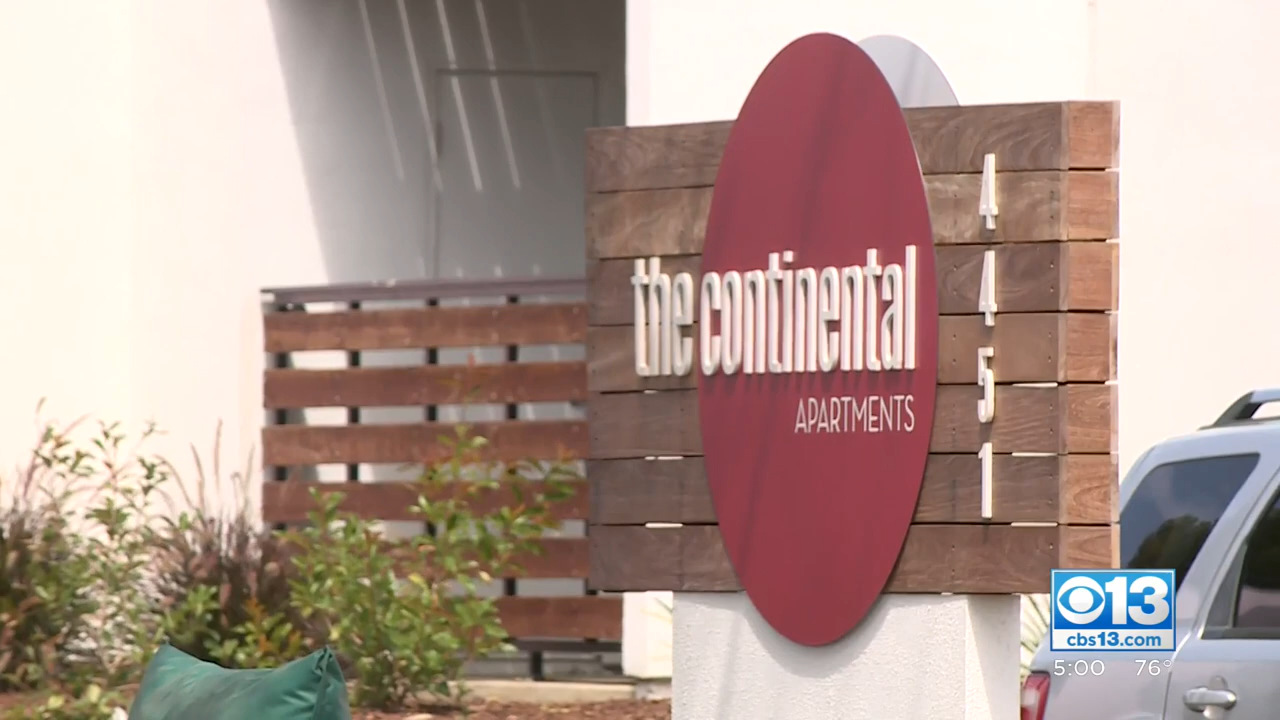 the continental
APARTMENTS
4
4
5
1
CBS 13
cbs13.com
5:00 76°